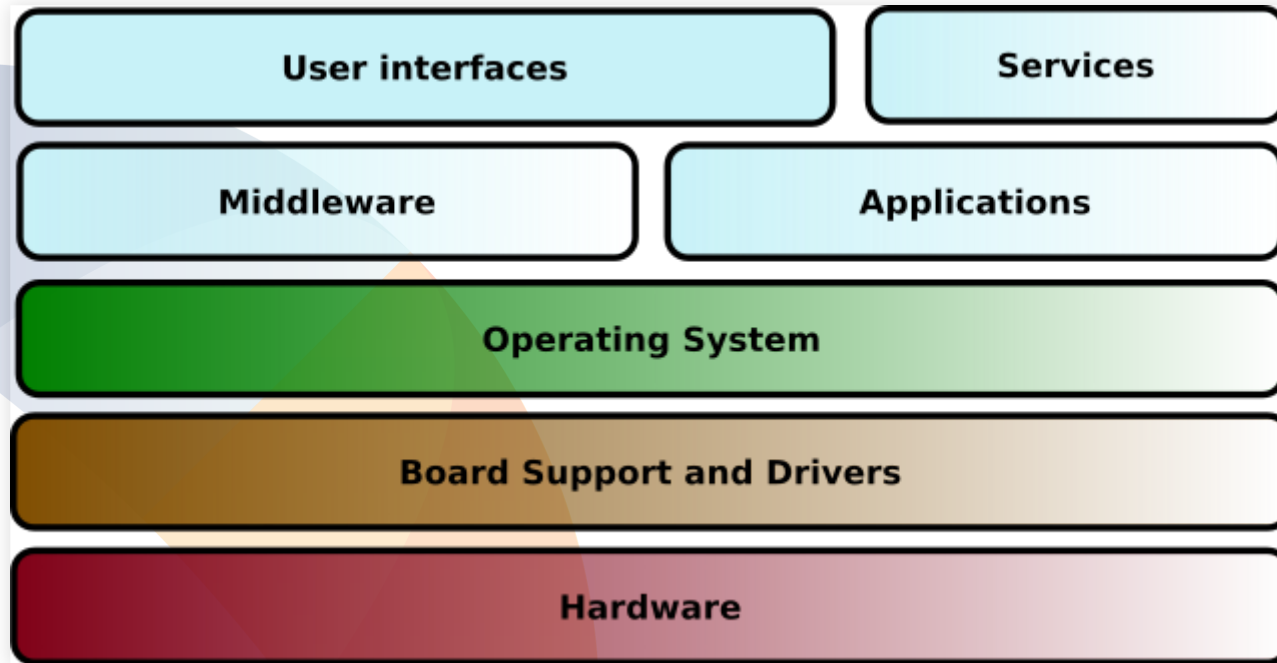 User interfaces
Services
Middleware
Applications
Operating System
Board Support and Drivers
Hardware